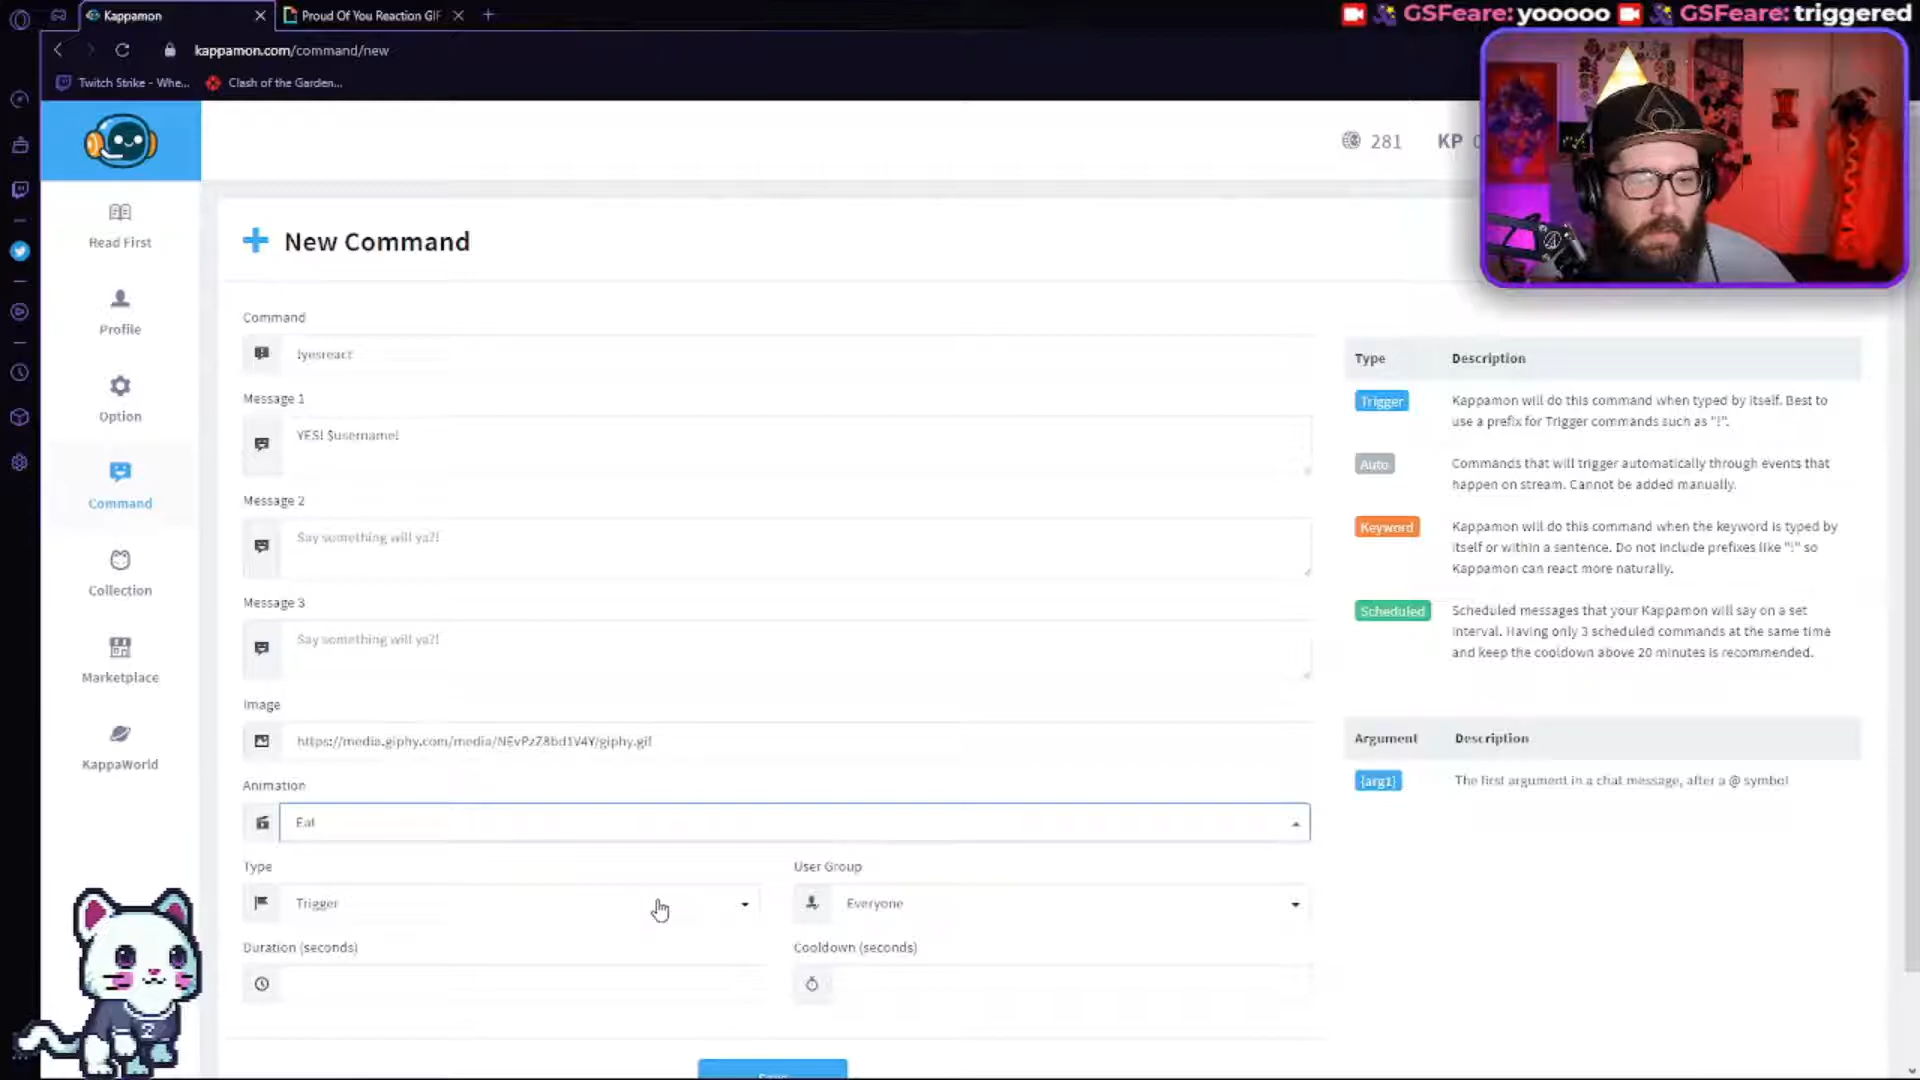 Kappamon
Proud Of You Reaction GIF
GSFeare: yooooo
GSFeare: triggered
kappamon.com/command/new
Twitch Strike - Whe...
Clash of the Garden...
281
KP
Read First
Profile
Option
Command
Collection
Marketplace
KappaWorld
New Command
Command
!yesreact
Message 1
YES! $username!
Message 2
Say something will ya?!
Message 3
Say something will ya?!
Image
https://media.giphy.com/media/NEvPzZ8bd1V4Y/giphy.gif
Animation
Eat
Type
Trigger
User Group
Everyone
Duration (seconds)
Cooldown (seconds)
Type Description
Trigger Kappamon will do this command when typed by itself. Best to
use a prefix for Trigger commands such as "!".
Auto Commands that will trigger automatically through events that
happen on stream. Cannot be added manually.
Keyword Kappamon will do this command when the keyword is typed by
itself or within a sentence. Do not include prefixes like "!" so
Kappamon can react more naturally.
Scheduled Scheduled messages that your Kappamon will say on a set
interval. Having only 3 scheduled commands at the same time
and keep the cooldown above 20 minutes is recommended.
Argument Description
{arg1} The first argument in a chat message, after a @ symbol